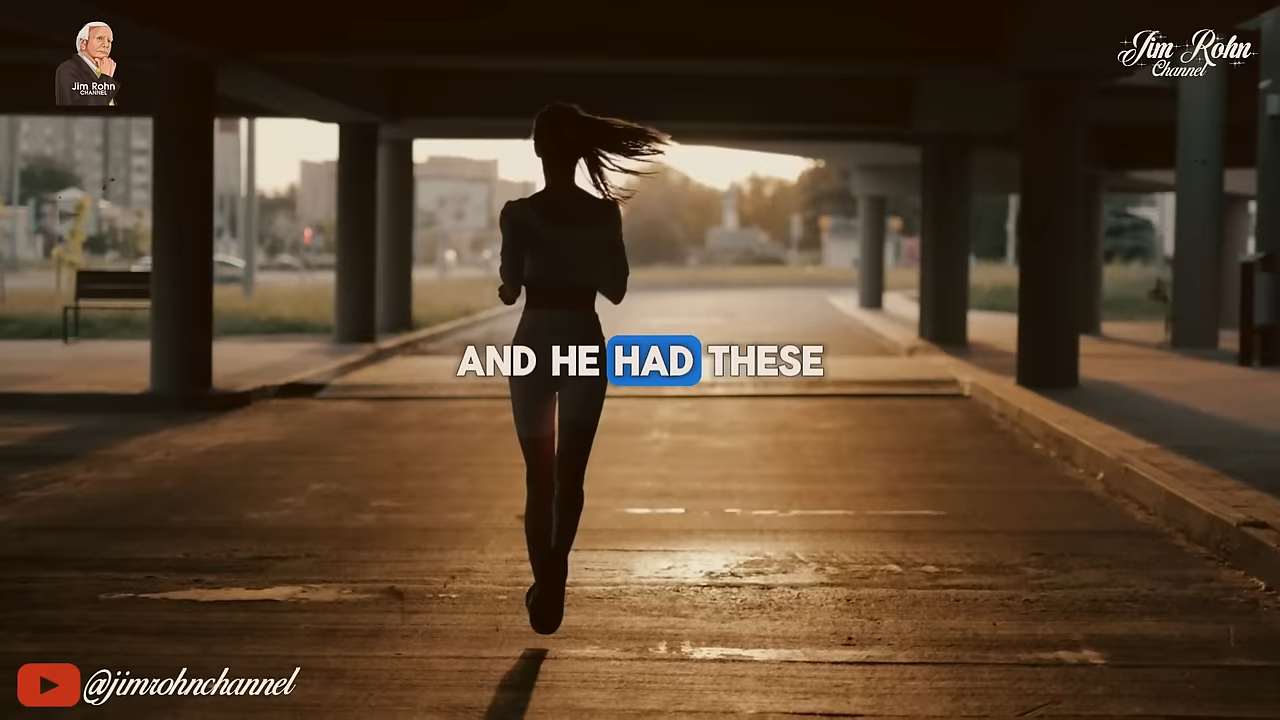 Jim Rohn
CHANNEL
Jim Rohn
Channel
AND HE HAD THESE
@jimrohnchannel